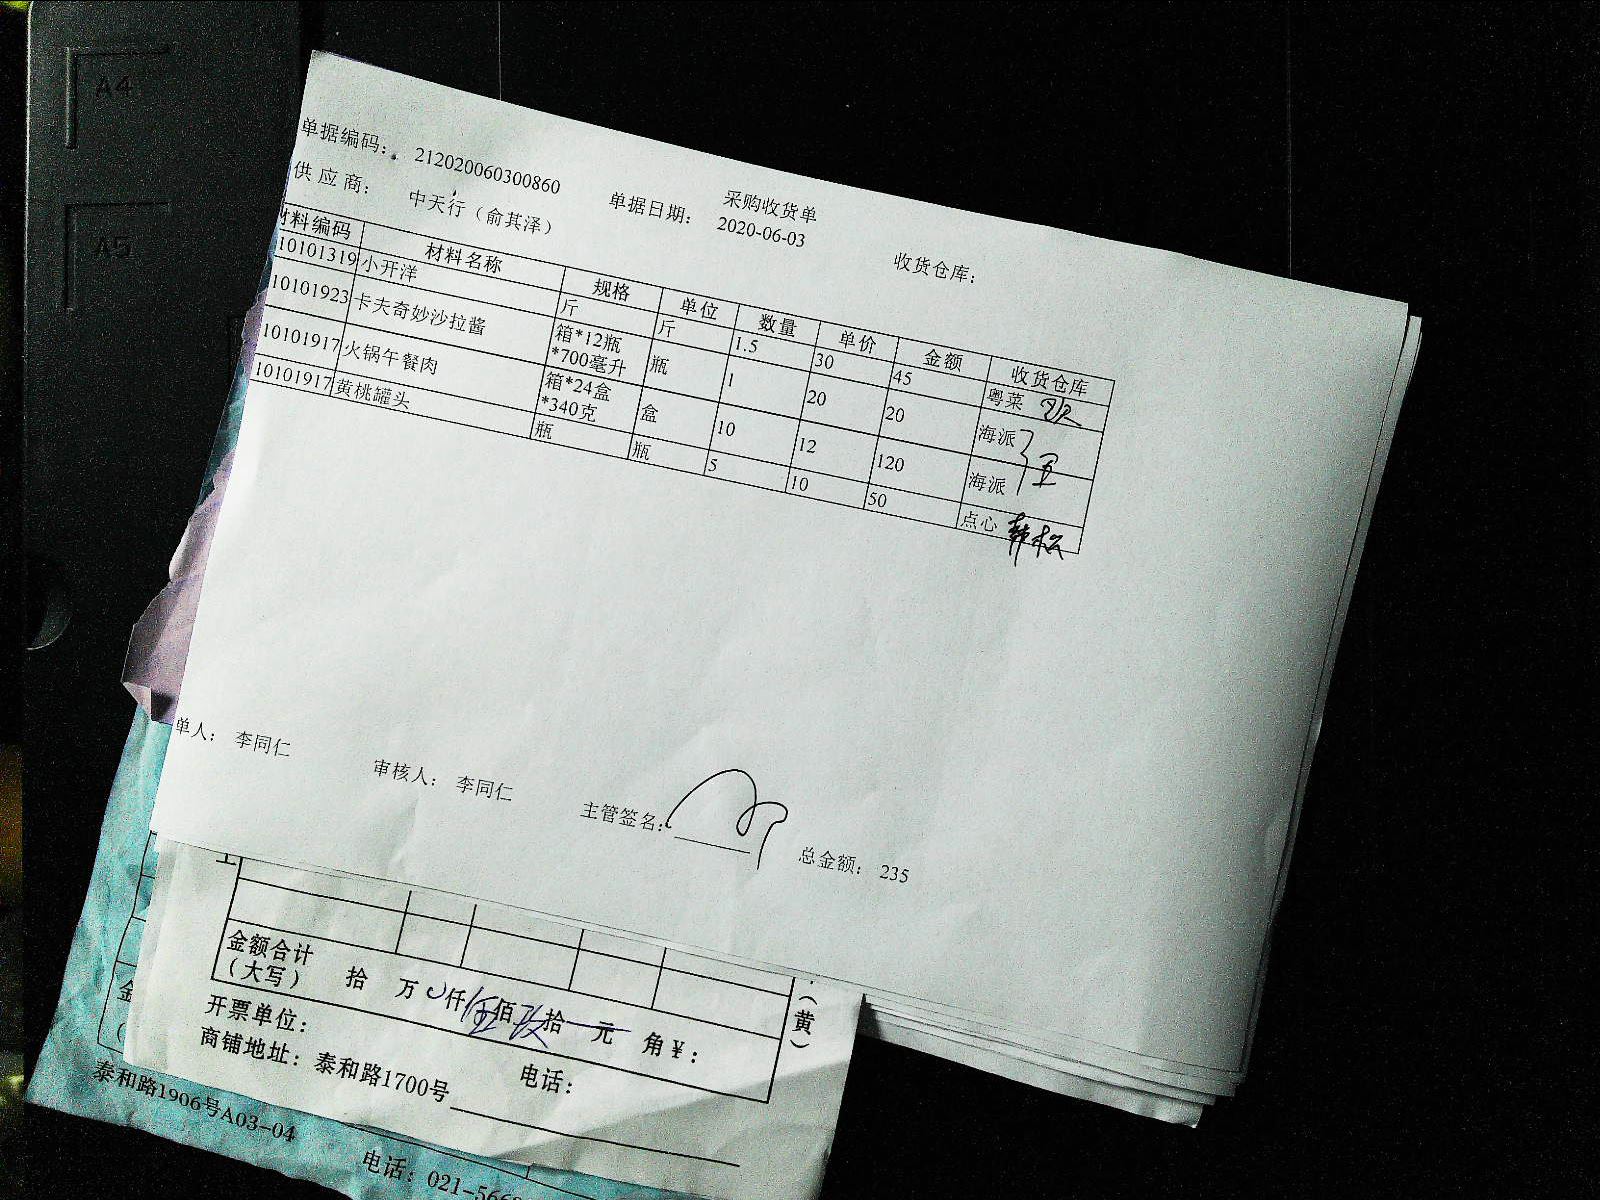 A4
A5
采购收货单
单据编码: 212020060300860 单据日期: 2020-06-03 收货仓库:
供应商: 中天行（俞其泽）
材料编码 材料名称 规格 单位 数量 单价 金额 收货仓库
10101319 小开洋 斤 斤 1.5 30 45 粤菜
10101923 卡夫奇妙沙拉酱 箱*12瓶*700毫升 瓶 1 20 20 海派
10101917 火锅午餐肉 箱*24盒*340克 盒 10 12 120 海派
10101917 黄桃罐头 瓶 瓶 5 10 50 点心 韩松
单人: 李同仁 审核人: 李同仁 主管签名: 总金额: 235
金额合计（大写） 拾 万 仟伍佰玖拾 元 角¥:
（黄）
开票单位: 电话:
商铺地址: 泰和路1700号
金
泰和路1906号A03-04
电话: 021-566